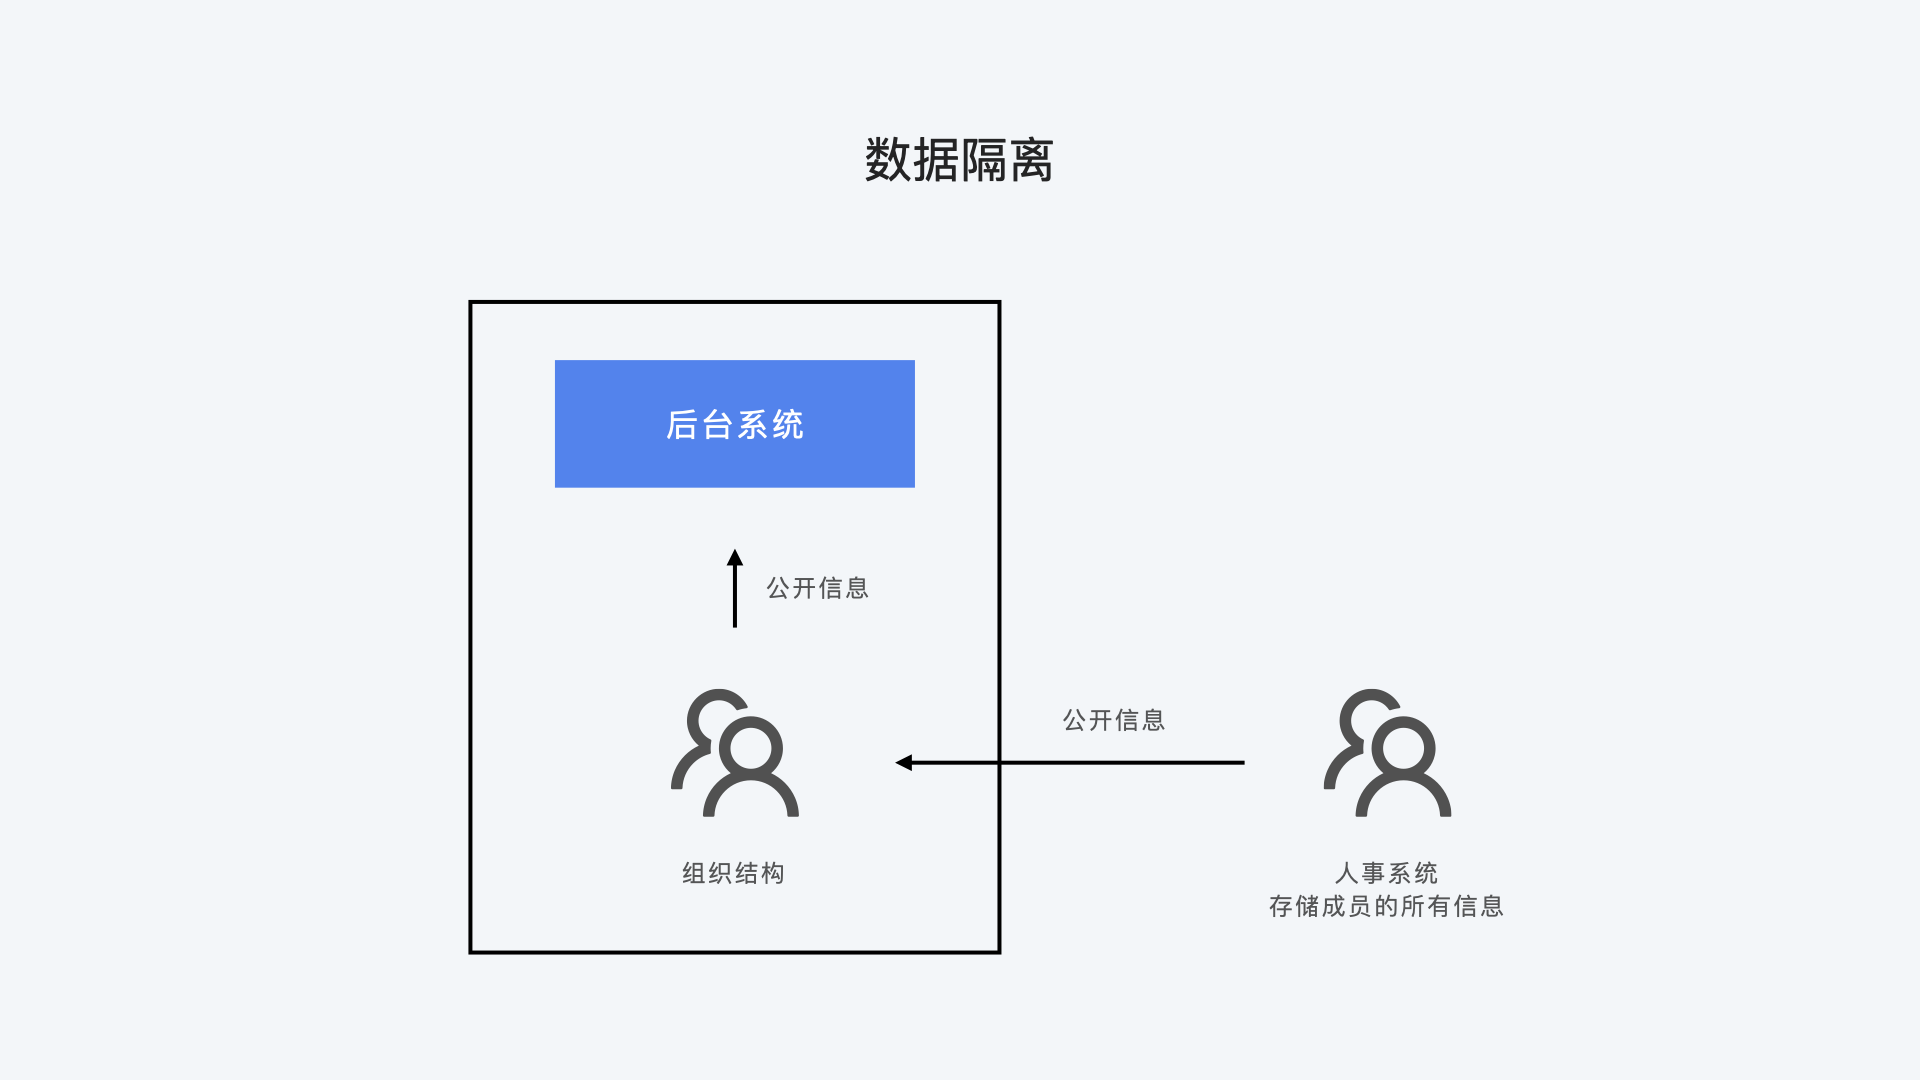 数据隔离
后台系统
公开信息
公开信息
组织结构
人事系统
存储成员的所有信息